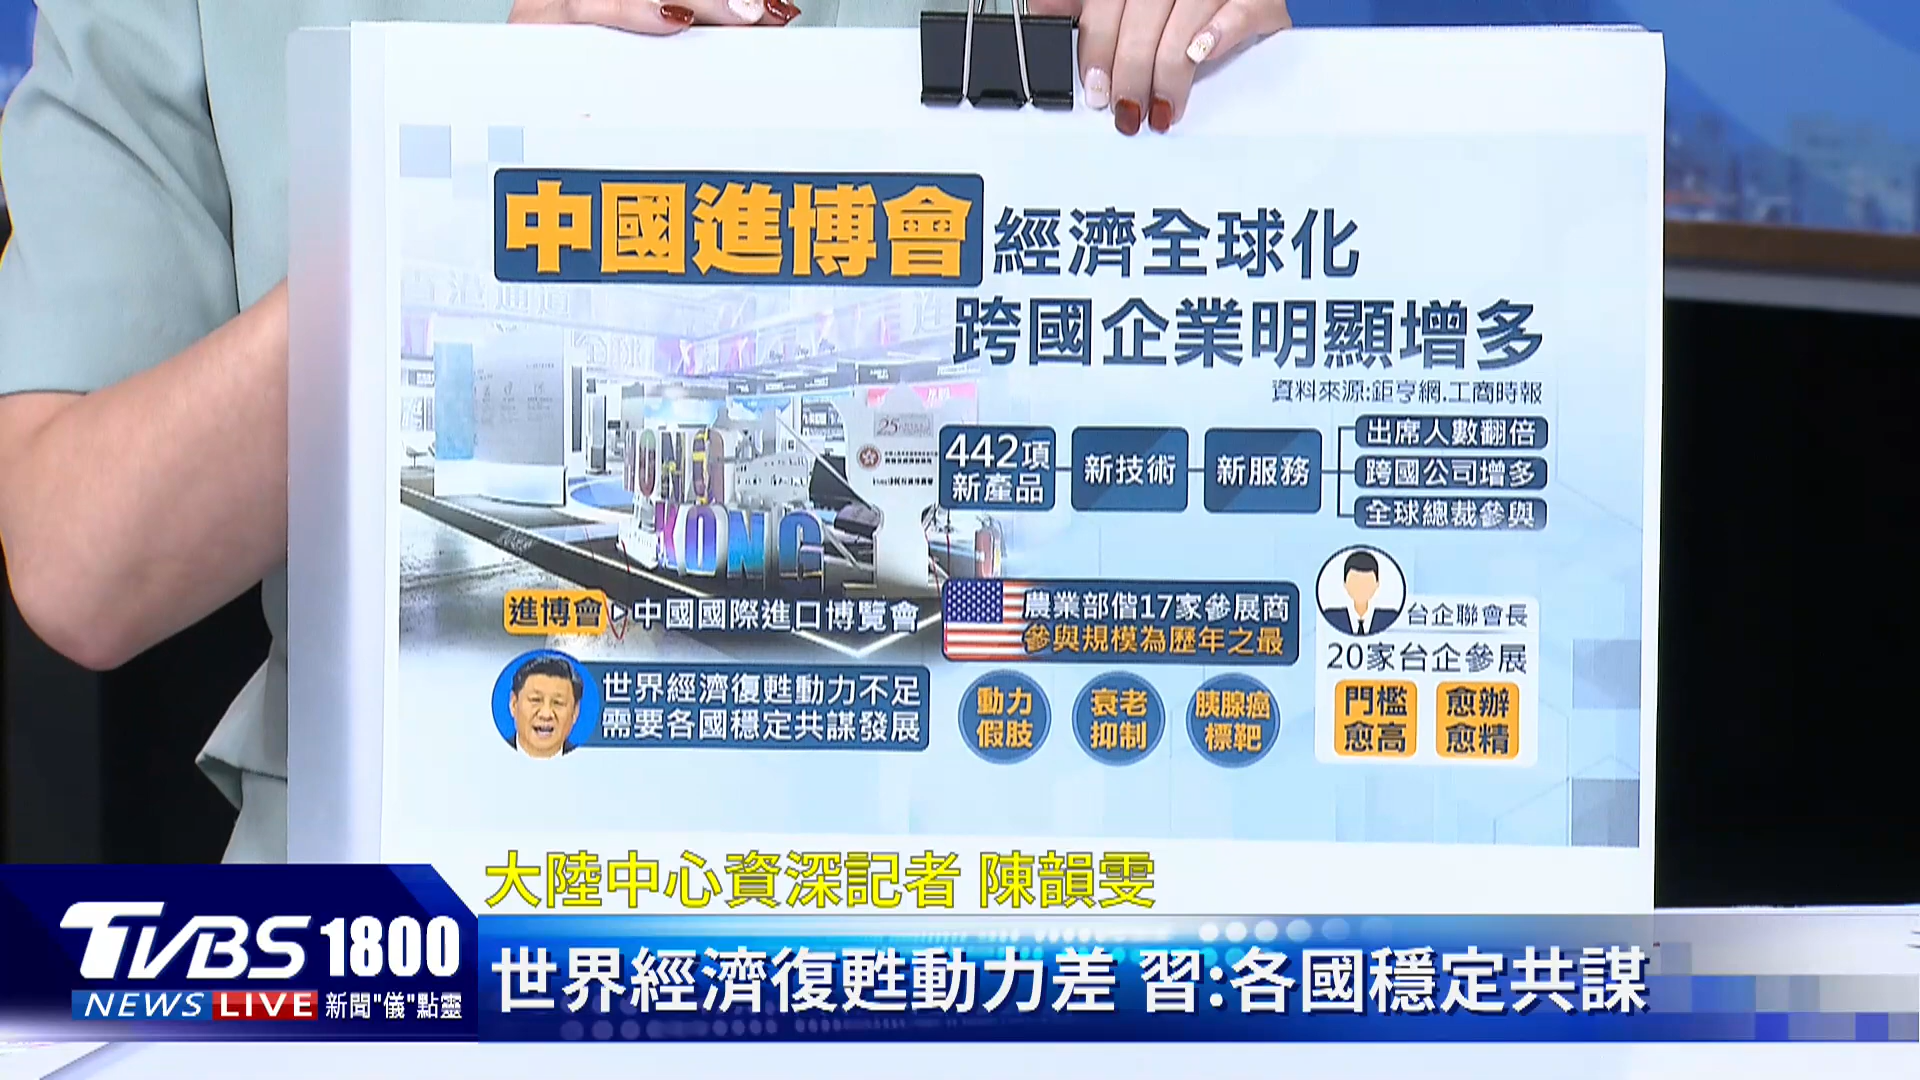 中國進博會 經濟全球化
跨國企業明顯增多
資料來源:鉅亨網.工商時報
442項
新產品
新技術
新服務
出席人數翻倍
跨國公司增多
全球總裁參與
25
HONG
KONG
進博會 中國國際進口博覽會
世界經濟復甦動力不足
需要各國穩定共謀發展
農業部偕17家參展商
參與規模為歷年之最
動力
假肢
衰老
抑制
胰腺癌
標靶
台企聯會長
20家台企參展
門檻
愈高
愈辦
愈精
大陸中心資深記者 陳韻雯
TVBS 1800
NEWS LIVE 新聞"儀"點靈
世界經濟復甦動力差 習:各國穩定共謀